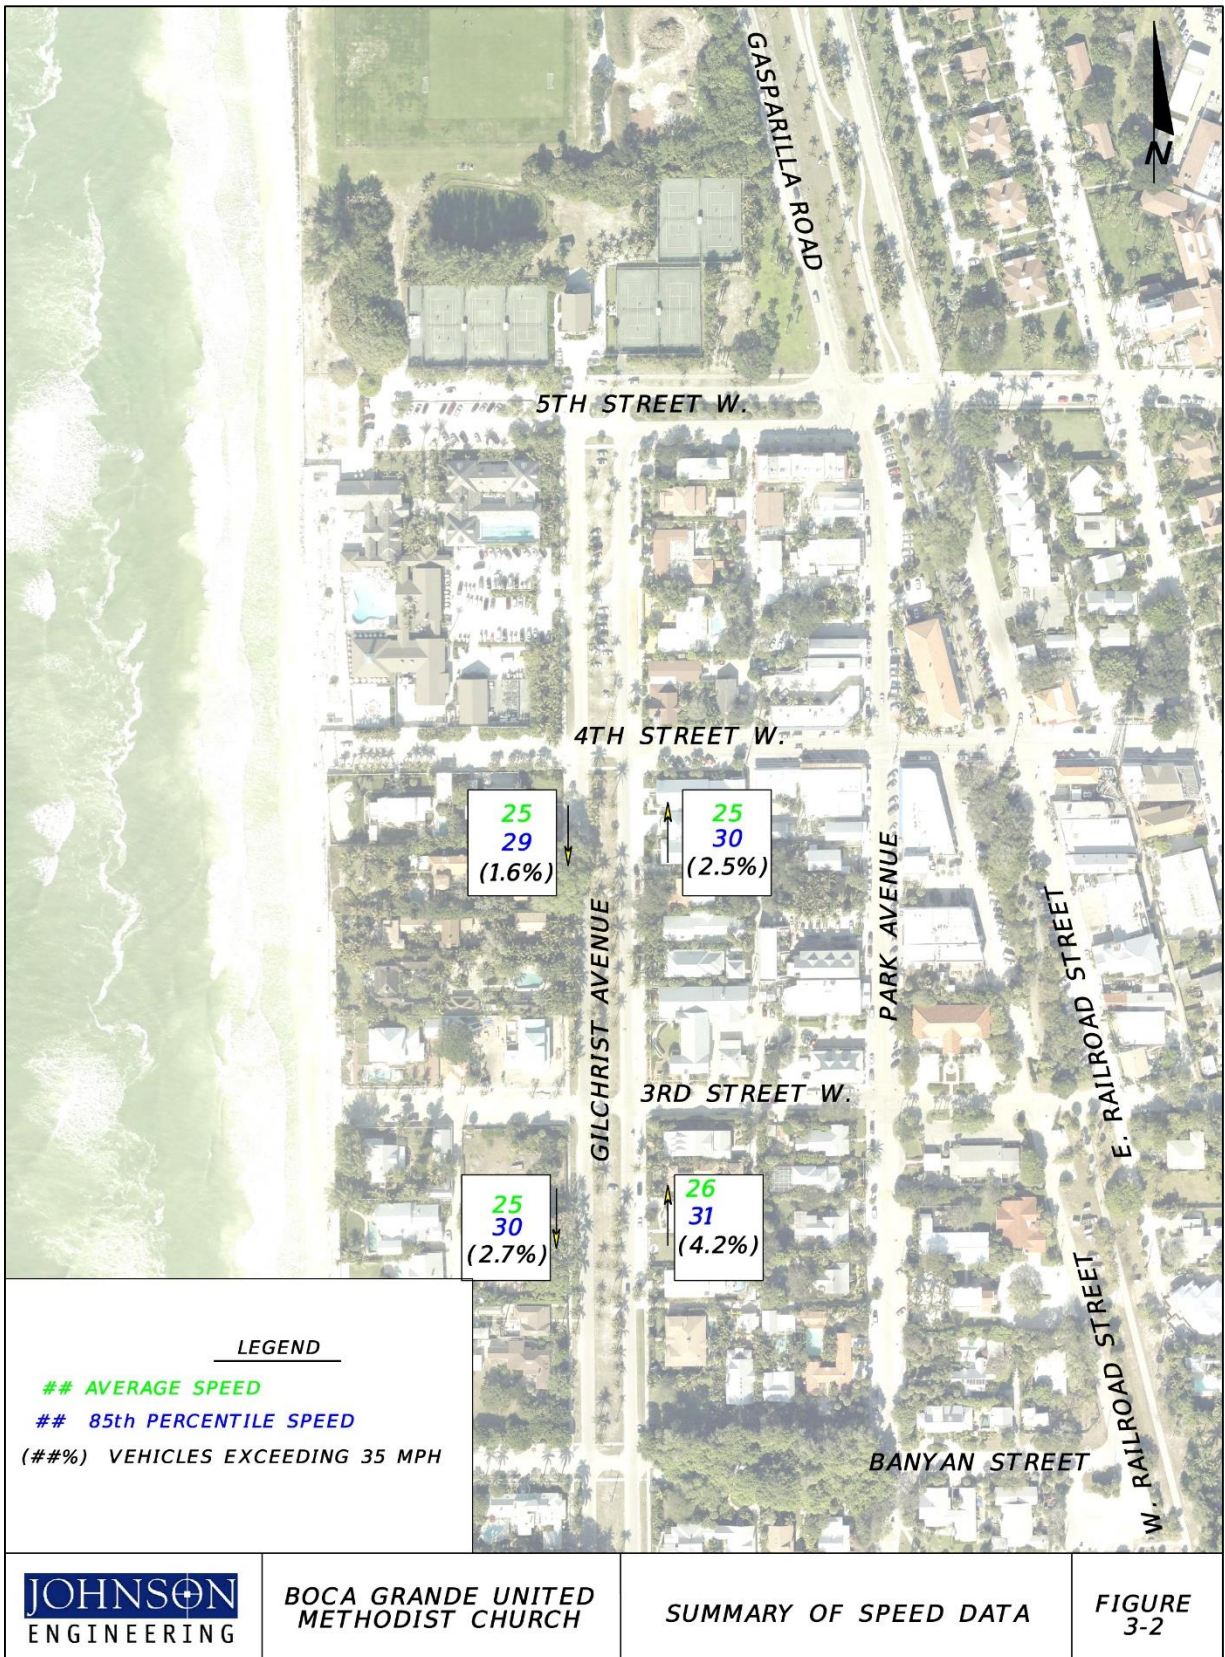 GASPARILLA ROAD
N
5TH STREET W.
4TH STREET W.
25
29
(1.6%)
25
30
(2.5%)
GILCHRIST AVENUE
PARK AVENUE
E. RAILROAD STREET
3RD STREET W.
25
30
(2.7%)
26
31
(4.2%)
W. RAILROAD STREET
BANYAN STREET
LEGEND
## AVERAGE SPEED
## 85th PERCENTILE SPEED
(##%) VEHICLES EXCEEDING 35 MPH
JOHNSON
ENGINEERING
BOCA GRANDE UNITED
METHODIST CHURCH
SUMMARY OF SPEED DATA
FIGURE
3-2